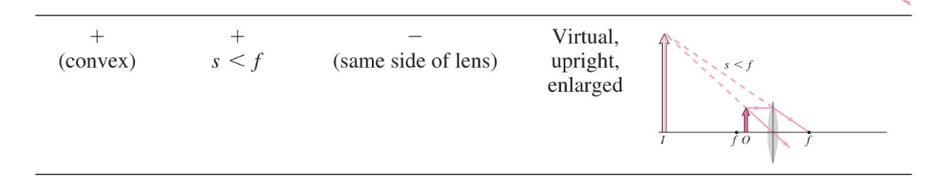 + + − Virtual,
(convex) s < f (same side of lens) upright,
enlarged
s < f
I f O f